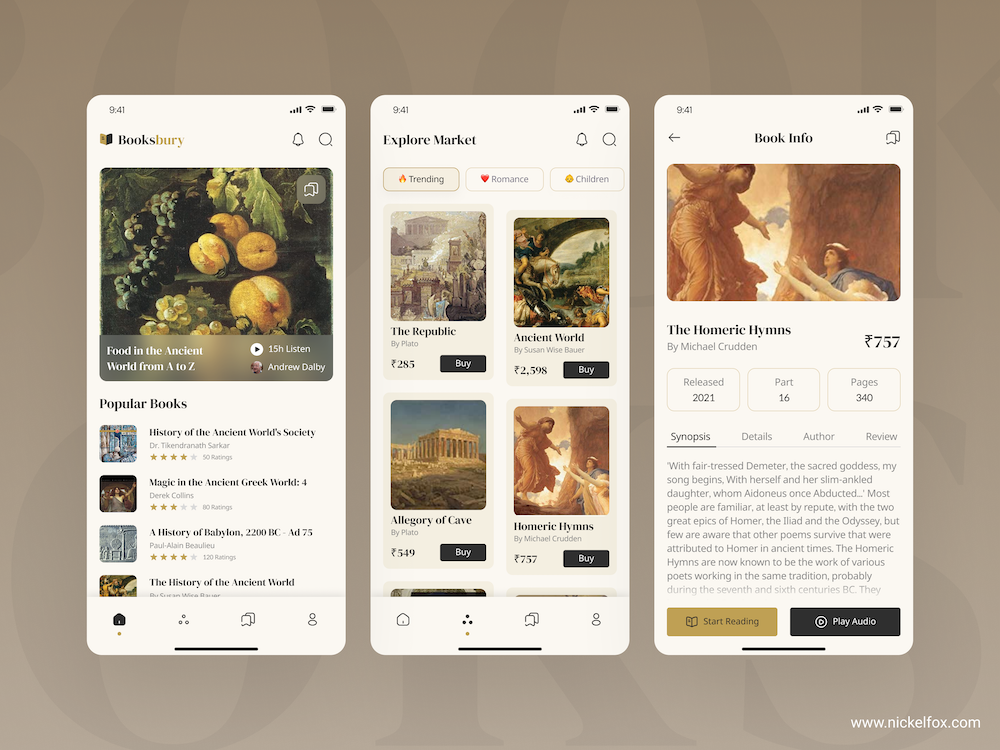 9:41
Booksbury
Food in the Ancient
World from A to Z
15h Listen
Andrew Dalby
Popular Books
History of the Ancient World's Society
Dr. Tikendranath Sarkar
50 Ratings
Magic in the Ancient Greek World: 4
Derek Collins
80 Ratings
A History of Babylon, 2200 BC - Ad 75
Paul-Alain Beaulieu
120 Ratings
The History of the Ancient World
By Susan Wise Bauer
9:41
Explore Market
Trending
Romance
Children
The Republic
By Plato
₹285
Buy
Ancient World
By Susan Wise Bauer
₹2,598
Buy
Allegory of Cave
By Plato
₹549
Buy
Homeric Hymns
By Michael Crudden
₹757
Buy
9:41
Book Info
The Homeric Hymns
By Michael Crudden
₹757
Released
2021
Part
16
Pages
340
Synopsis
Details
Author
Review
'With fair-tressed Demeter, the sacred goddess, my
song begins, With herself and her slim-ankled
daughter, whom Aidoneus once Abducted...' Most
people are familiar, at least by repute, with the two
great epics of Homer, the Iliad and the Odyssey, but
few are aware that other poems survive that were
attributed to Homer in ancient times. The Homeric
Hymns are now known to be the work of various
poets working in the same tradition, probably
during the seventh and sixth centuries BC. They
Start Reading
Play Audio
www.nickelfox.com